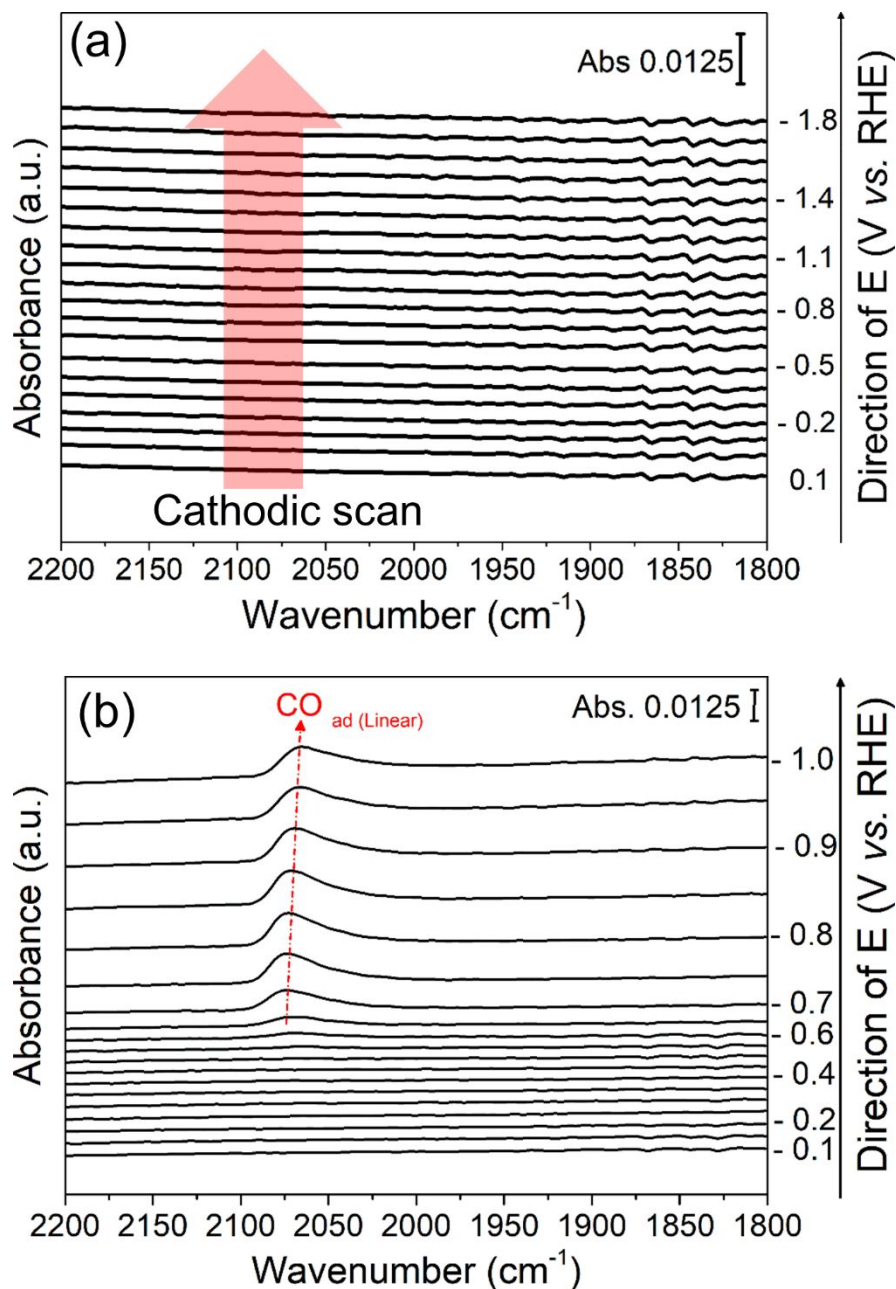 (a)
Abs 0.0125
Absorbance (a.u.)
- 1.8
- 1.4
- 1.1
- 0.8
- 0.5
- 0.2
0.1
Direction of E (V vs. RHE)
Cathodic scan
2200 2150 2100 2050 2000 1950 1900 1850 1800
Wavenumber (cm⁻¹)
(b)
CO ad (Linear)
Abs. 0.0125
Absorbance (a.u.)
- 1.0
- 0.9
- 0.8
- 0.7
- 0.6
- 0.4
- 0.2
- 0.1
Direction of E (V vs. RHE)
2200 2150 2100 2050 2000 1950 1900 1850 1800
Wavenumber (cm⁻¹)